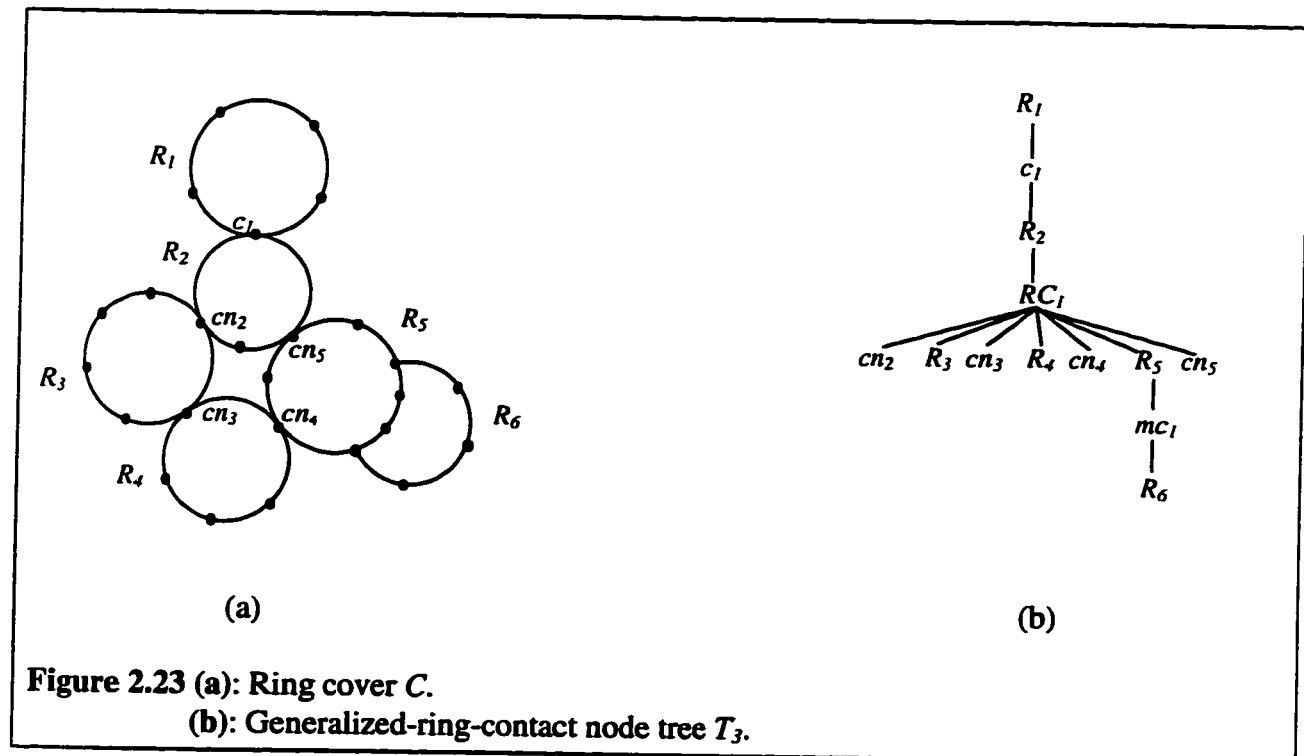 R₁
c₁
R₂
cn₂
cn₅
R₅
R₃
cn₃
cn₄
R₆
R₄
(a)
R₁
c₁
R₂
RC₁
cn₂ R₃ cn₃ R₄ cn₄ R₅ cn₅
mc₁
R₆
(b)
Figure 2.23 (a): Ring cover C.
(b): Generalized-ring-contact node tree T₃.